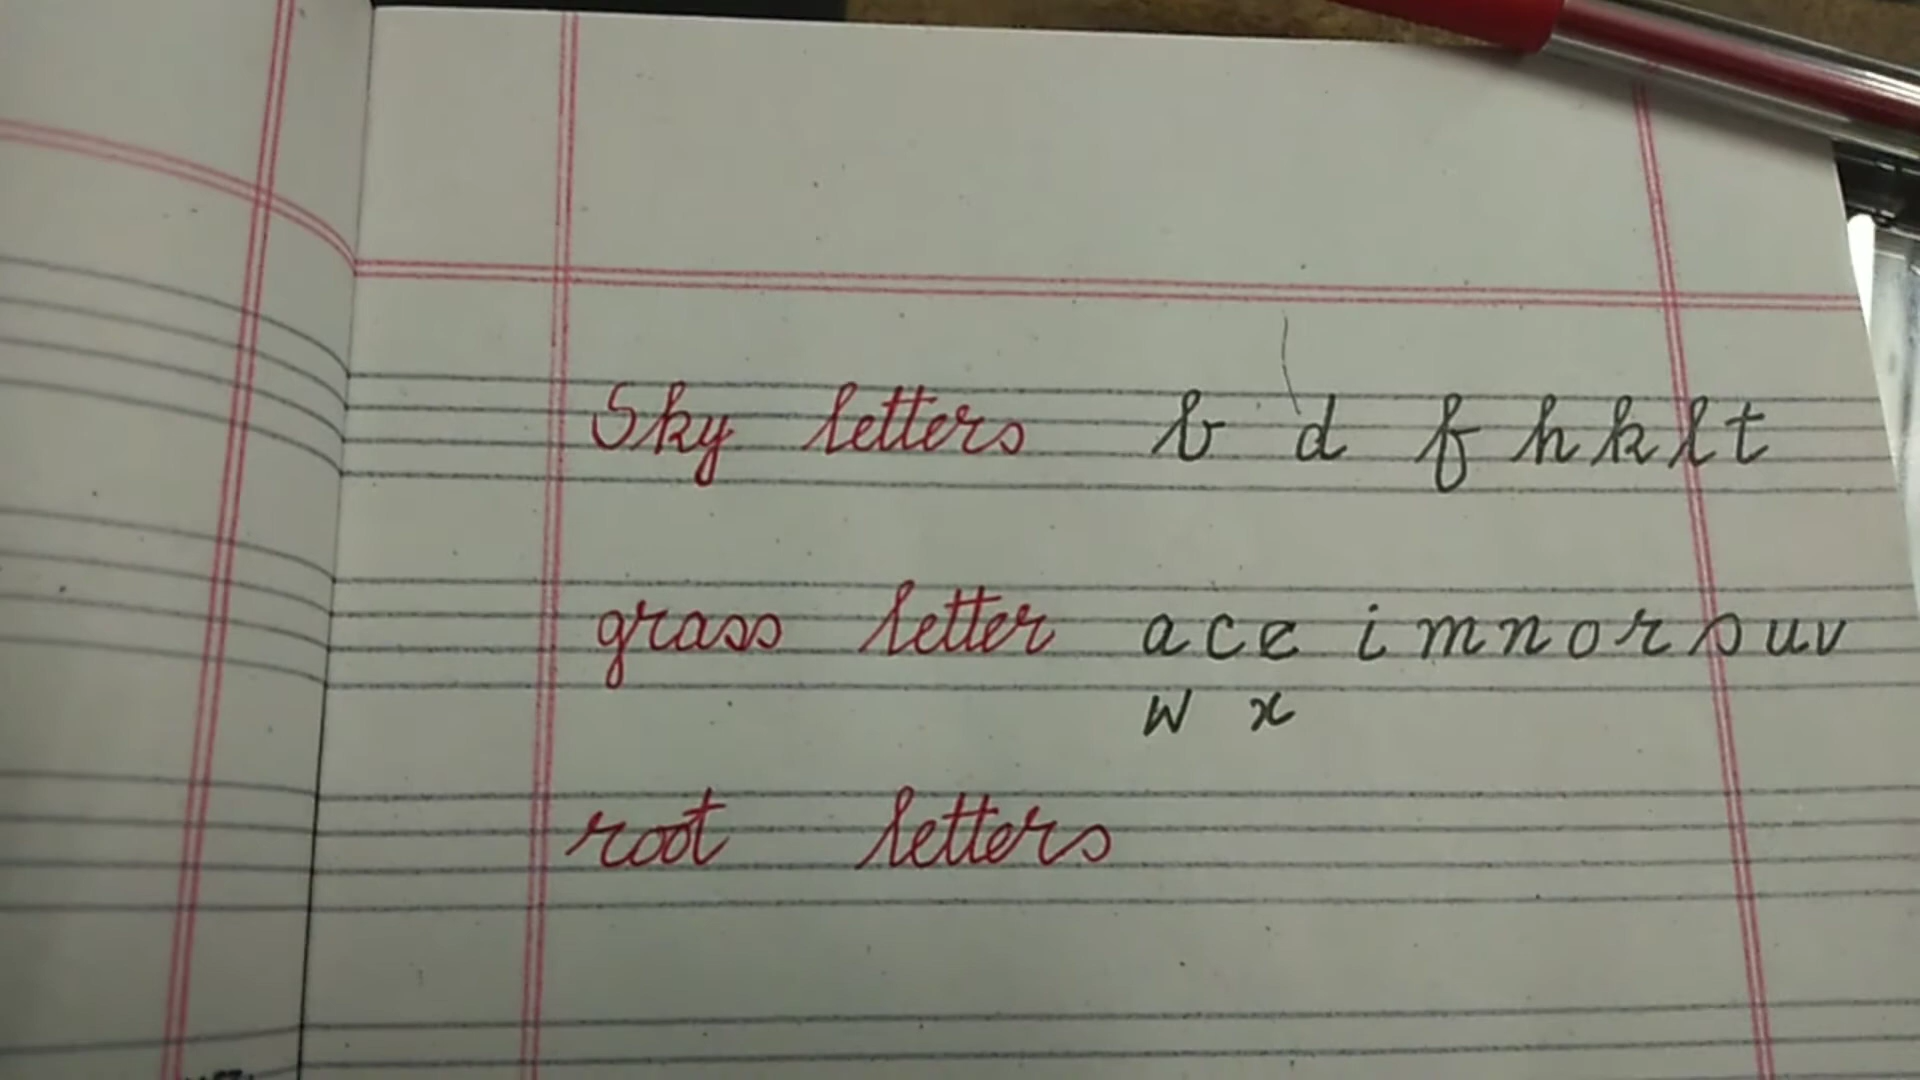 Sky letters b d f h k l t
grass letter a c e i m n o r s u v
w x
root letters